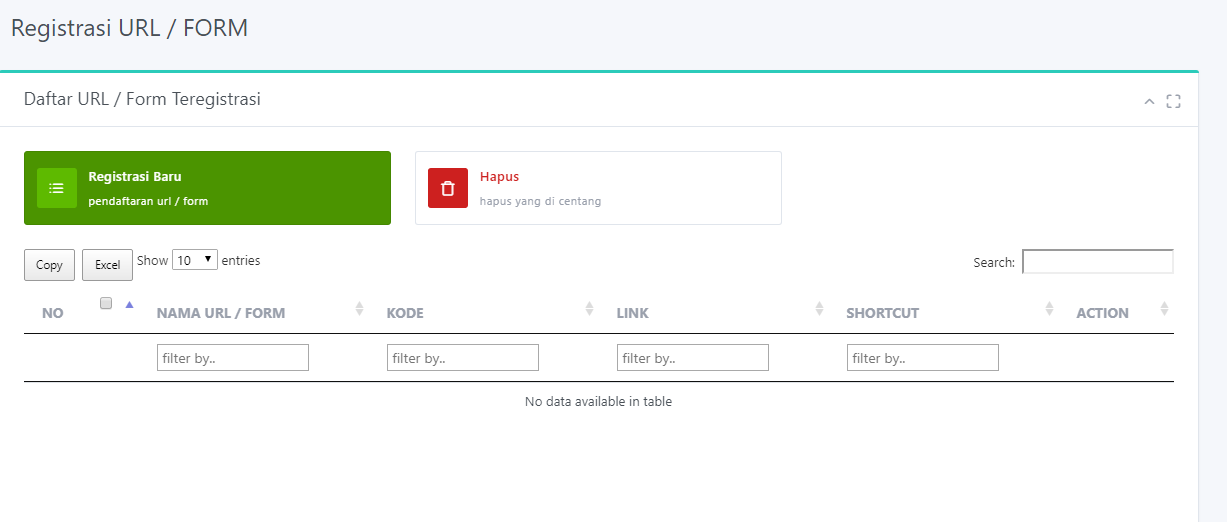 Registrasi URL / FORM
Daftar URL / Form Teregistrasi
Registrasi Baru
pendaftaran url / form
Hapus
hapus yang di centang
Copy Excel Show 10 entries Search:
NO NAMA URL / FORM KODE LINK SHORTCUT ACTION
filter by.. filter by.. filter by.. filter by..
No data available in table